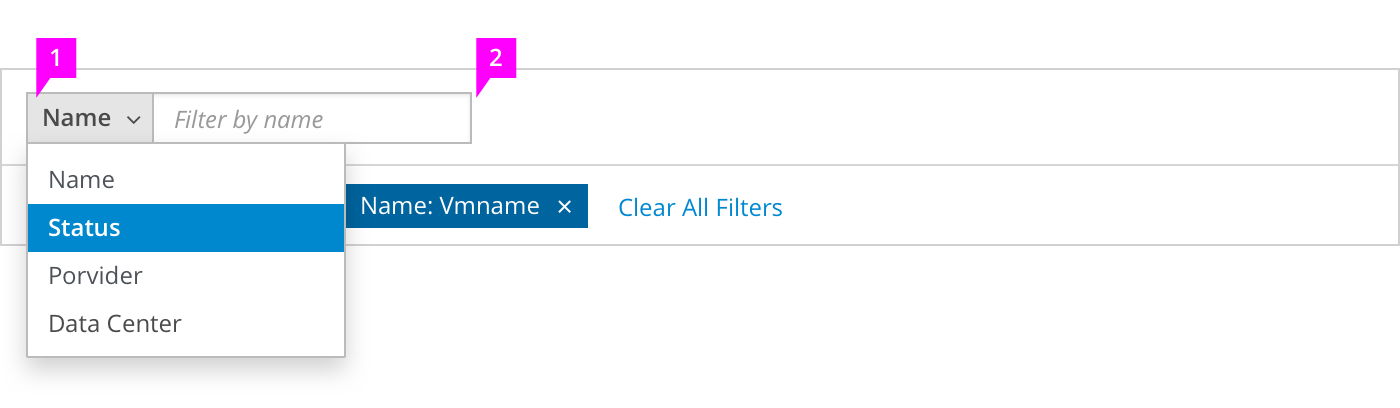 1
2
Name
Filter by name
Name
Status
Porvider
Data Center
Name: Vmname ×
Clear All Filters